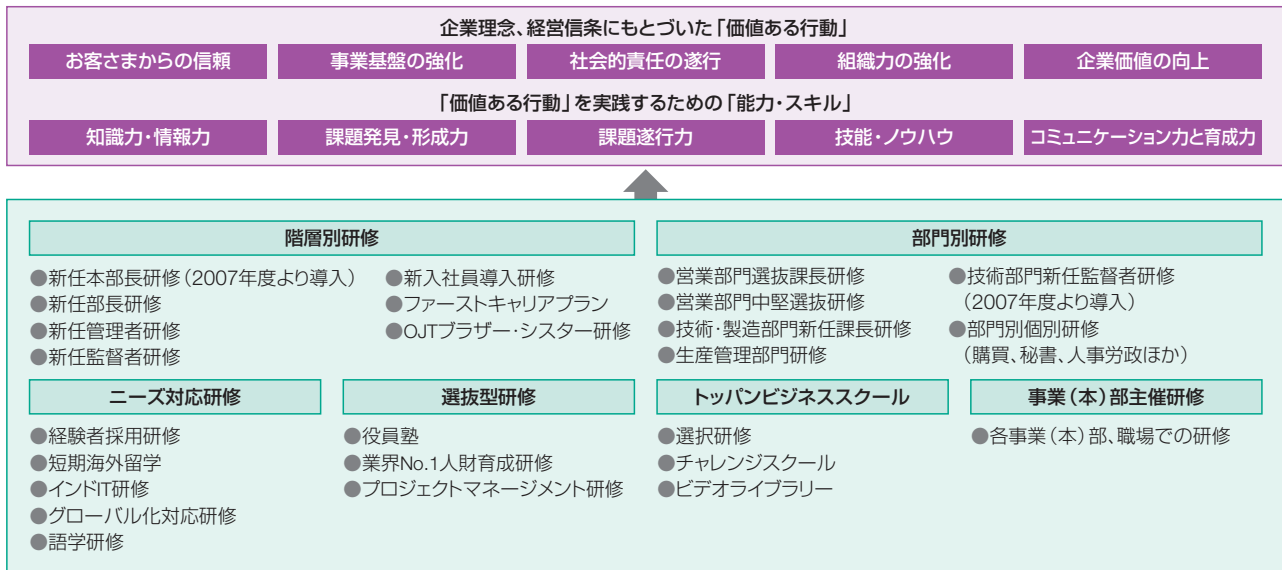 企業理念、経営信条にもとづいた「価値ある行動」
お客さまからの信頼
事業基盤の強化
社会的責任の遂行
組織力の強化
企業価値の向上
「価値ある行動」を実践するための「能力・スキル」
知識力・情報力
課題発見・形成力
課題遂行力
技能・ノウハウ
コミュニケーション力と育成力
階層別研修
●新任本部長研修（2007年度より導入）
●新任部長研修
●新任管理者研修
●新任監督者研修
●新入社員導入研修
●ファーストキャリアプラン
●OJTブラザー・シスター研修
部門別研修
●営業部門選抜課長研修
●営業部門中堅選抜研修
●技術・製造部門新任課長研修
●生産管理部門研修
●技術部門新任監督者研修
（2007年度より導入）
●部門別個別研修
（購買、秘書、人事労政ほか）
ニーズ対応研修
●経験者採用研修
●短期海外留学
●インドIT研修
●グローバル化対応研修
●語学研修
選抜型研修
●役員塾
●業界No.1人財育成研修
●プロジェクトマネージメント研修
トッパンビジネススクール
●選択研修
●チャレンジスクール
●ビデオライブラリー
事業（本）部主催研修
●各事業（本）部、職場での研修